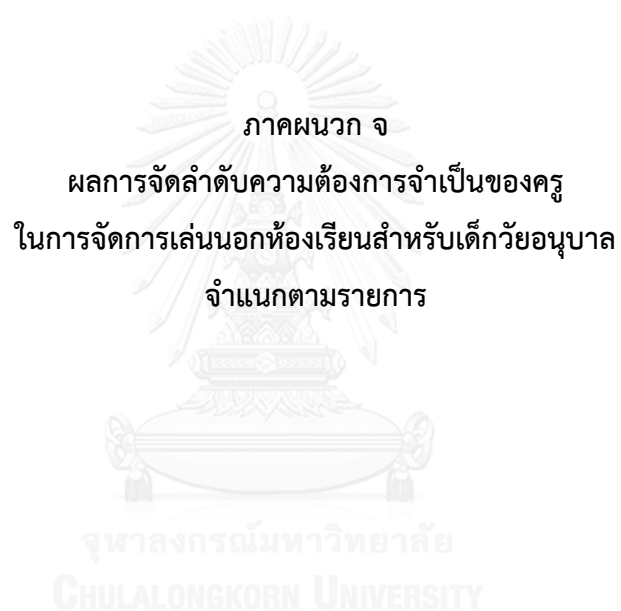 ภาคผนวก จ
ผลการจัดลำดับความต้องการจำเป็นของครู
ในการจัดการเล่นนอกห้องเรียนสำหรับเด็กวัยอนุบาล
จำแนกตามรายการ
จุฬาลงกรณ์มหาวิทยาลัย
CHULALONGKORN UNIVERSITY